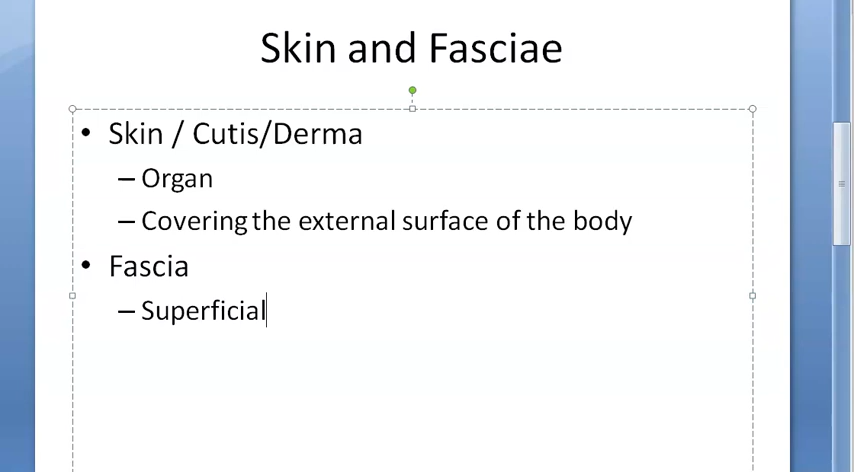 Skin and Fasciae
• Skin / Cutis/Derma
– Organ
– Covering the external surface of the body
• Fascia
– Superficial